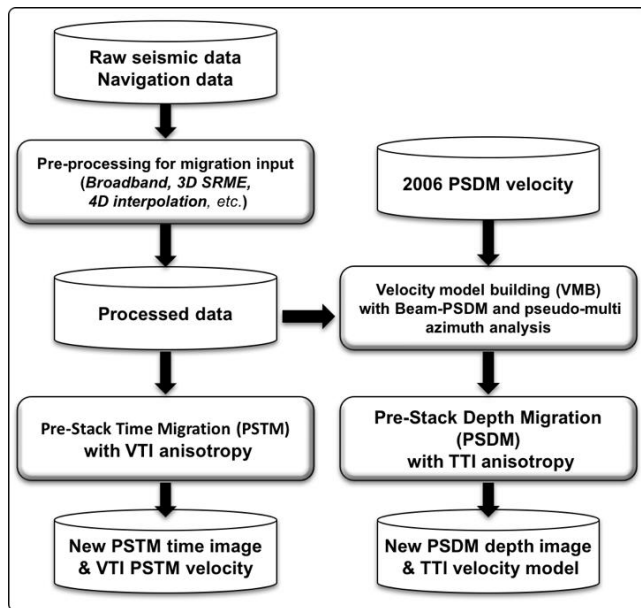 Raw seismic data
Navigation data
Pre-processing for migration input
(Broadband, 3D SRME,
4D interpolation, etc.)
2006 PSDM velocity
Processed data
Velocity model building (VMB)
with Beam-PSDM and pseudo-multi
azimuth analysis
Pre-Stack Time Migration (PSTM)
with VTI anisotropy
Pre-Stack Depth Migration
(PSDM)
with TTI anisotropy
New PSTM time image
& VTI PSTM velocity
New PSDM depth image
& TTI velocity model